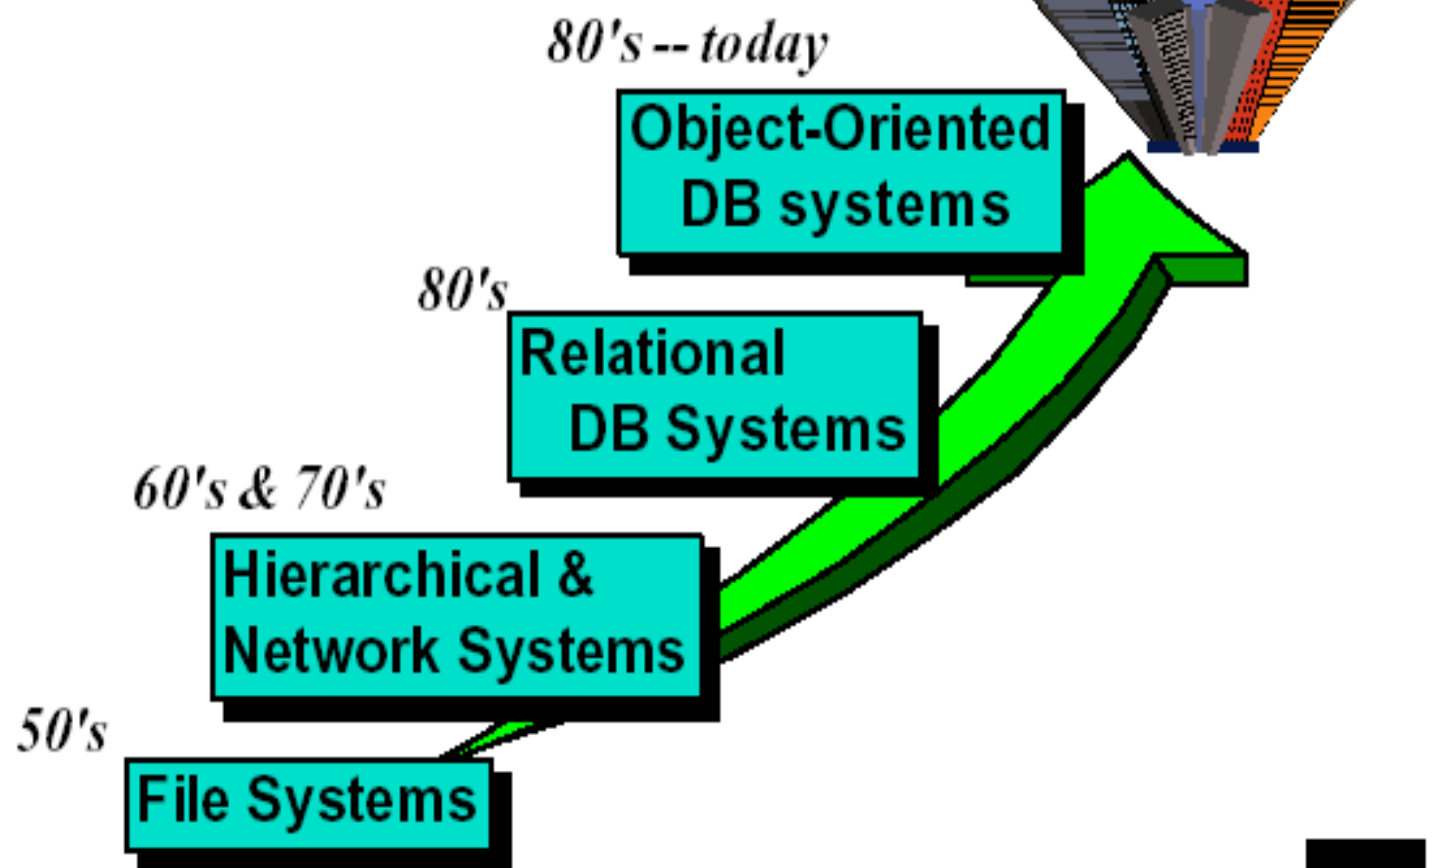 80's -- today
Object-Oriented
DB systems
80's
Relational
DB Systems
60's & 70's
Hierarchical &
Network Systems
50's
File Systems